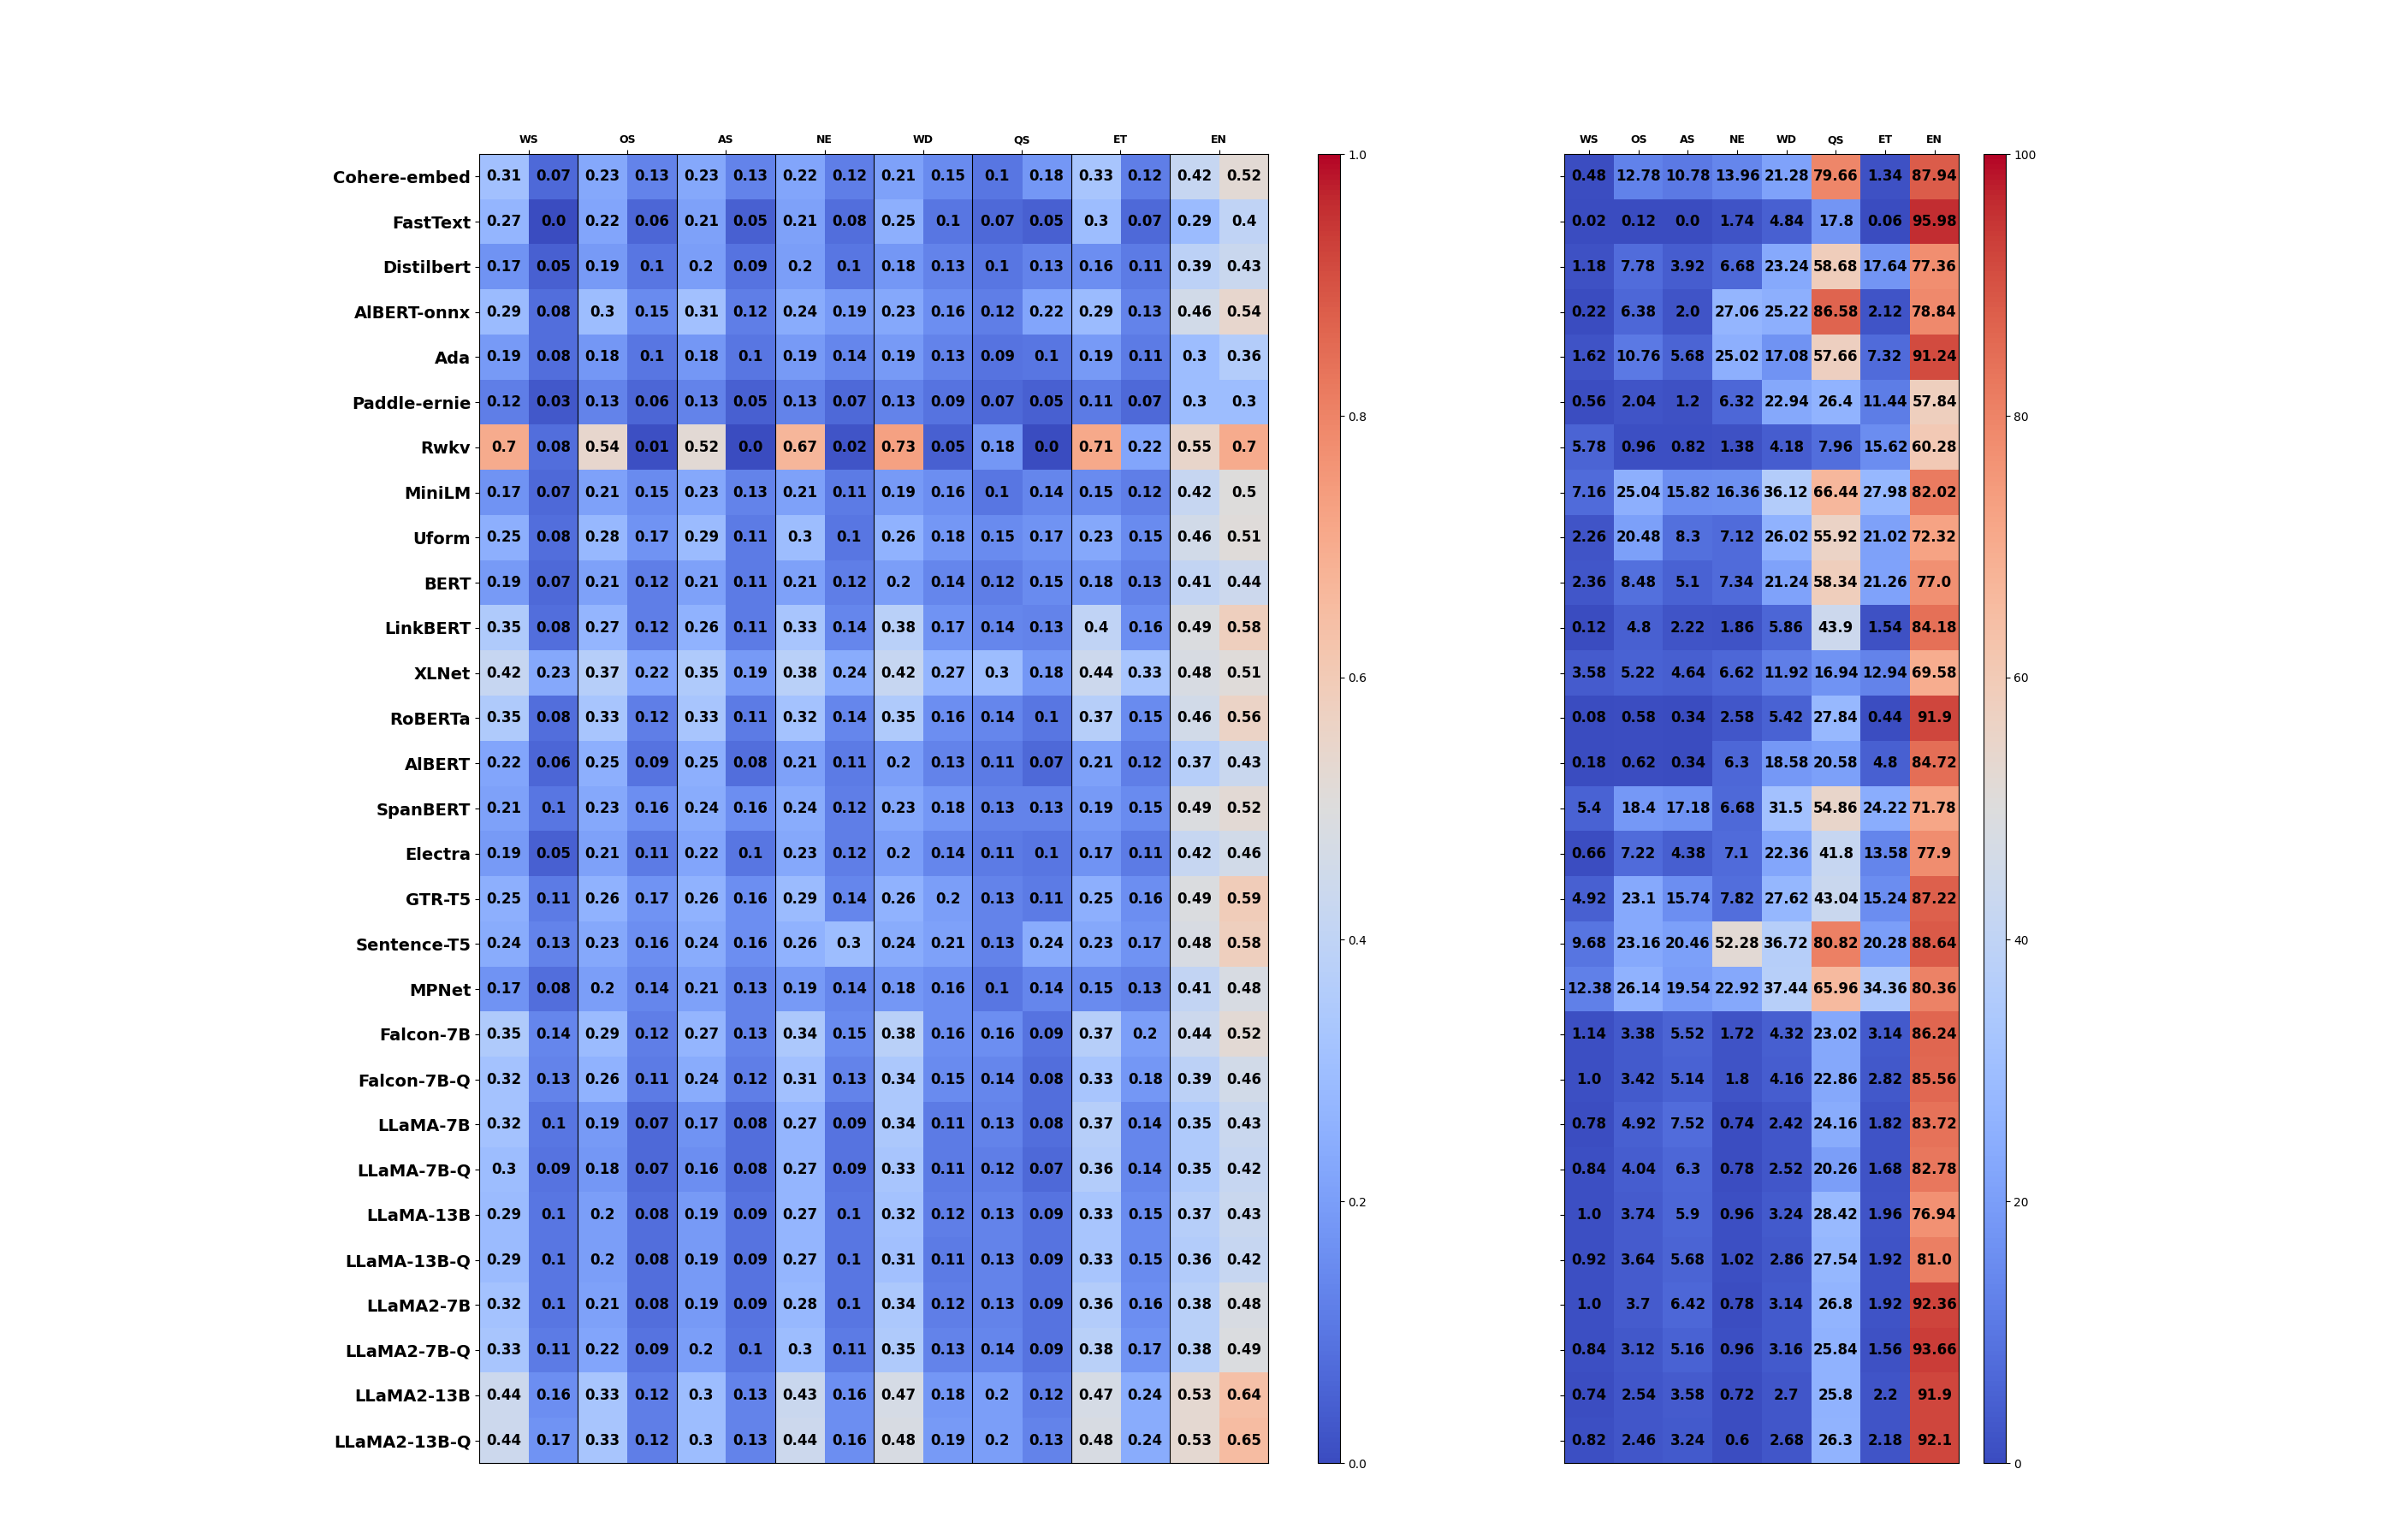 WS OS AS NE WD QS ET EN WS OS AS NE WD QS ET EN
Cohere-embed 0.31 0.07 0.23 0.13 0.23 0.13 0.22 0.12 0.21 0.15 0.1 0.18 0.33 0.12 0.42 0.52 1.0 0.48 12.78 10.78 13.96 21.28 79.66 1.34 87.94 100
FastText 0.27 0.0 0.22 0.06 0.21 0.05 0.21 0.08 0.25 0.1 0.07 0.05 0.3 0.07 0.29 0.4 0.02 0.12 0.0 1.74 4.84 17.8 0.06 95.98
Distilbert 0.17 0.05 0.19 0.1 0.2 0.09 0.2 0.1 0.18 0.13 0.1 0.13 0.16 0.11 0.39 0.43 1.18 7.78 3.92 6.68 23.24 58.68 17.64 77.36
AlBERT-onnx 0.29 0.08 0.3 0.15 0.31 0.12 0.24 0.19 0.23 0.16 0.12 0.22 0.29 0.13 0.46 0.54 0.22 6.38 2.0 27.06 25.22 86.58 2.12 78.84
Ada 0.19 0.08 0.18 0.1 0.18 0.1 0.19 0.14 0.19 0.13 0.09 0.1 0.19 0.11 0.3 0.36 1.62 10.76 5.68 25.02 17.08 57.66 7.32 91.24
Paddle-ernie 0.12 0.03 0.13 0.06 0.13 0.05 0.13 0.07 0.13 0.09 0.07 0.05 0.11 0.07 0.3 0.3 0.8 0.56 2.04 1.2 6.32 22.94 26.4 11.44 57.84 80
Rwkv 0.7 0.08 0.54 0.01 0.52 0.0 0.67 0.02 0.73 0.05 0.18 0.0 0.71 0.22 0.55 0.7 5.78 0.96 0.82 1.38 4.18 7.96 15.62 60.28
MiniLM 0.17 0.07 0.21 0.15 0.23 0.13 0.21 0.11 0.19 0.16 0.1 0.14 0.15 0.12 0.42 0.5 7.16 25.04 15.82 16.36 36.12 66.44 27.98 82.02
Uform 0.25 0.08 0.28 0.17 0.29 0.11 0.3 0.1 0.26 0.18 0.15 0.17 0.23 0.15 0.46 0.51 2.26 20.48 8.3 7.12 26.02 55.92 21.02 72.32
BERT 0.19 0.07 0.21 0.12 0.21 0.11 0.21 0.12 0.2 0.14 0.12 0.15 0.18 0.13 0.41 0.44 2.36 8.48 5.1 7.34 21.24 58.34 21.26 77.0
LinkBERT 0.35 0.08 0.27 0.12 0.26 0.11 0.33 0.14 0.38 0.17 0.14 0.13 0.4 0.16 0.49 0.58 0.12 4.8 2.22 1.86 5.86 43.9 1.54 84.18
XLNet 0.42 0.23 0.37 0.22 0.35 0.19 0.38 0.24 0.42 0.27 0.3 0.18 0.44 0.33 0.48 0.51 0.6 3.58 5.22 4.64 6.62 11.92 16.94 12.94 69.58 60
RoBERTa 0.35 0.08 0.33 0.12 0.33 0.11 0.32 0.14 0.35 0.16 0.14 0.1 0.37 0.15 0.46 0.56 0.08 0.58 0.34 2.58 5.42 27.84 0.44 91.9
AlBERT 0.22 0.06 0.25 0.09 0.25 0.08 0.21 0.11 0.2 0.13 0.11 0.07 0.21 0.12 0.37 0.43 0.18 0.62 0.34 6.3 18.58 20.58 4.8 84.72
SpanBERT 0.21 0.1 0.23 0.16 0.24 0.16 0.24 0.12 0.23 0.18 0.13 0.13 0.19 0.15 0.49 0.52 5.4 18.4 17.18 6.68 31.5 54.86 24.22 71.78
Electra 0.19 0.05 0.21 0.11 0.22 0.1 0.23 0.12 0.2 0.14 0.11 0.1 0.17 0.11 0.42 0.46 0.66 7.22 4.38 7.1 22.36 41.8 13.58 77.9
GTR-T5 0.25 0.11 0.26 0.17 0.26 0.16 0.29 0.14 0.26 0.2 0.13 0.11 0.25 0.16 0.49 0.59 4.92 23.1 15.74 7.82 27.62 43.04 15.24 87.22
Sentence-T5 0.24 0.13 0.23 0.16 0.24 0.16 0.26 0.3 0.24 0.21 0.13 0.24 0.23 0.17 0.48 0.58 0.4 9.68 23.16 20.46 52.28 36.72 80.82 20.28 88.64 40
MPNet 0.17 0.08 0.2 0.14 0.21 0.13 0.19 0.14 0.18 0.16 0.1 0.14 0.15 0.13 0.41 0.48 12.38 26.14 19.54 22.92 37.44 65.96 34.36 80.36
Falcon-7B 0.35 0.14 0.29 0.12 0.27 0.13 0.34 0.15 0.38 0.16 0.16 0.09 0.37 0.2 0.44 0.52 1.14 3.38 5.52 1.72 4.32 23.02 3.14 86.24
Falcon-7B-Q 0.32 0.13 0.26 0.11 0.24 0.12 0.31 0.13 0.34 0.15 0.14 0.08 0.33 0.18 0.39 0.46 1.0 3.42 5.14 1.8 4.16 22.86 2.82 85.56
LLaMA-7B 0.32 0.1 0.19 0.07 0.17 0.08 0.27 0.09 0.34 0.11 0.13 0.08 0.37 0.14 0.35 0.43 0.78 4.92 7.52 0.74 2.42 24.16 1.82 83.72
LLaMA-7B-Q 0.3 0.09 0.18 0.07 0.16 0.08 0.27 0.09 0.33 0.11 0.12 0.07 0.36 0.14 0.35 0.42 0.84 4.04 6.3 0.78 2.52 20.26 1.68 82.78
LLaMA-13B 0.29 0.1 0.2 0.08 0.19 0.09 0.27 0.1 0.32 0.12 0.13 0.09 0.33 0.15 0.37 0.43 0.2 1.0 3.74 5.9 0.96 3.24 28.42 1.96 76.94 20
LLaMA-13B-Q 0.29 0.1 0.2 0.08 0.19 0.09 0.27 0.1 0.31 0.11 0.13 0.09 0.33 0.15 0.36 0.42 0.92 3.64 5.68 1.02 2.86 27.54 1.92 81.0
LLaMA2-7B 0.32 0.1 0.21 0.08 0.19 0.09 0.28 0.1 0.34 0.12 0.13 0.09 0.36 0.16 0.38 0.48 1.0 3.7 6.42 0.78 3.14 26.8 1.92 92.36
LLaMA2-7B-Q 0.33 0.11 0.22 0.09 0.2 0.1 0.3 0.11 0.35 0.13 0.14 0.09 0.38 0.17 0.38 0.49 0.84 3.12 5.16 0.96 3.16 25.84 1.56 93.66
LLaMA2-13B 0.44 0.16 0.33 0.12 0.3 0.13 0.43 0.16 0.47 0.18 0.2 0.12 0.47 0.24 0.53 0.64 0.74 2.54 3.58 0.72 2.7 25.8 2.2 91.9
LLaMA2-13B-Q 0.44 0.17 0.33 0.12 0.3 0.13 0.44 0.16 0.48 0.19 0.2 0.13 0.48 0.24 0.53 0.65 0.82 2.46 3.24 0.6 2.68 26.3 2.18 92.1
0.0 0